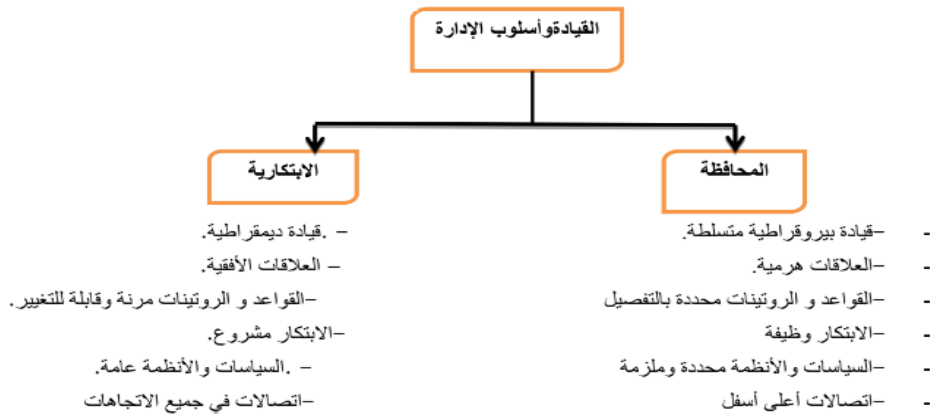 القيادةوأسلوب الإدارة
المحافظة
- –قيادة بيروقراطية متسلطة.
- –العلاقات هرمية.
- –القواعد و الروتينات محددة بالتفصيل
- –الابتكار وظيفة
- –السياسات والأنظمة محددة وملزمة
- –اتصالات أعلى أسفل
الابتكارية
– .قيادة ديمقراطية.
– العلاقات الأفقية.
–القواعد و الروتينات مرنة وقابلة للتغيير.
–الابتكار مشروع.
– .السياسات والأنظمة عامة.
–اتصالات في جميع الاتجاهات